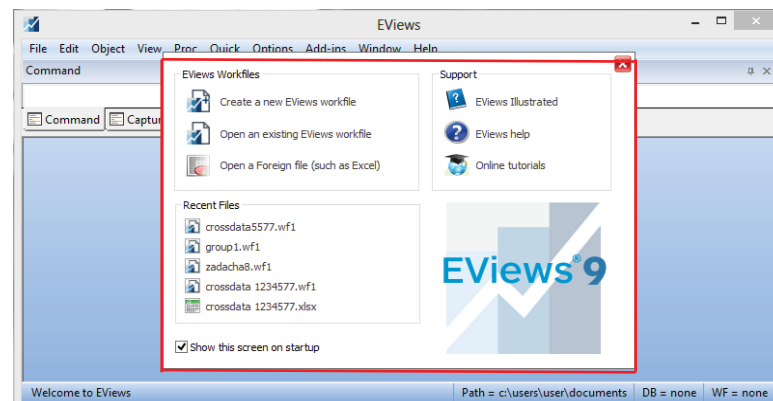 EViews
File Edit Object View Proc Quick Options Add-ins Window Help
Command
Command Captur
EViews Workfiles
Create a new EViews workfile
Open an existing EViews workfile
Open a Foreign file (such as Excel)
Support
EViews Illustrated
EViews help
Online tutorials
Recent Files
crossdata5577.wf1
group1.wf1
zadacha8.wf1
crossdata 1234577.wf1
crossdata 1234577.xlsx
EViews®9
Show this screen on startup
Welcome to EViews Path = c:\users\user\documents DB = none WF = none